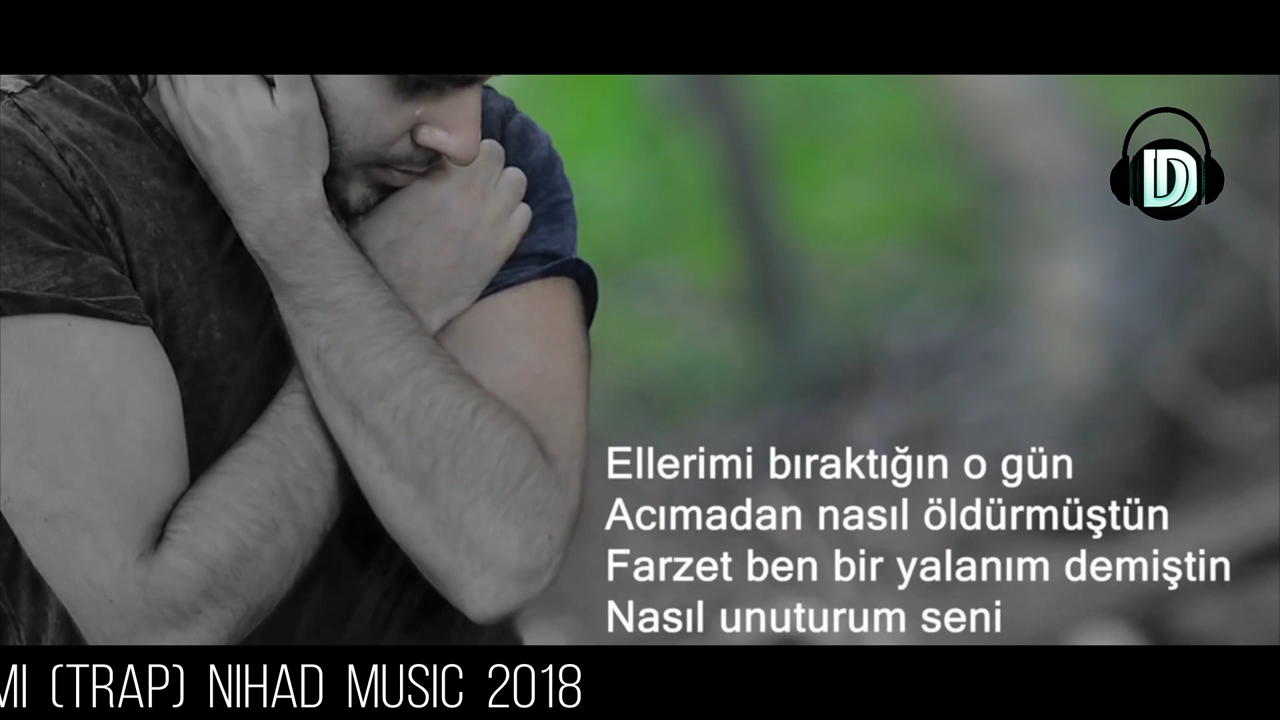 Ellerimi bıraktığın o gün
Acımadan nasıl öldürmüştün
Farzet ben bir yalanım demiştin
Nasıl unuturum seni
(TRAP) NIHAD MUSIC 2018